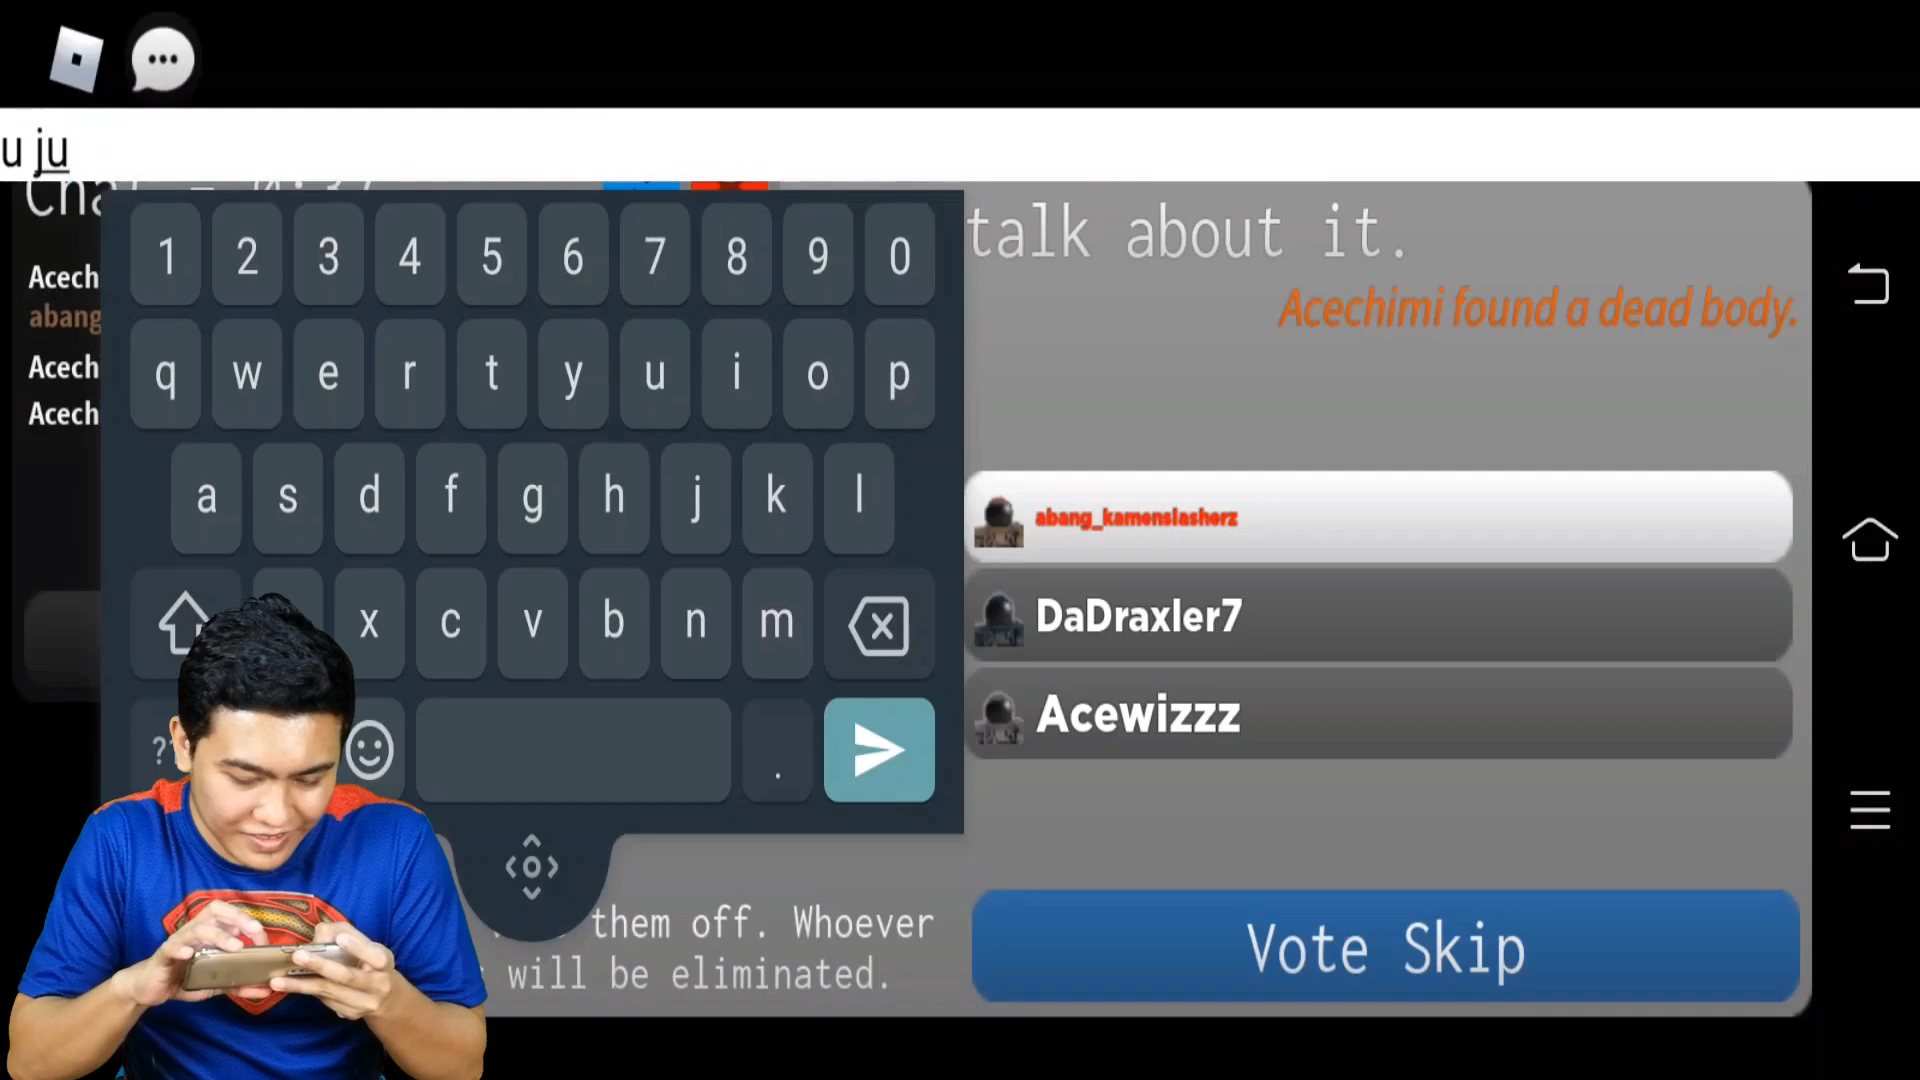 u ju
talk about it.
Acechimi found a dead body.
Acech
abang
Acech
Acech
1 2 3 4 5 6 7 8 9 0
q w e r t y u i o p
a s d f g h j k l
x c v b n m
.
abang_kamenslasherz
DaDraxler7
Acewizzz
them off. Whoever
will be eliminated.
Vote Skip